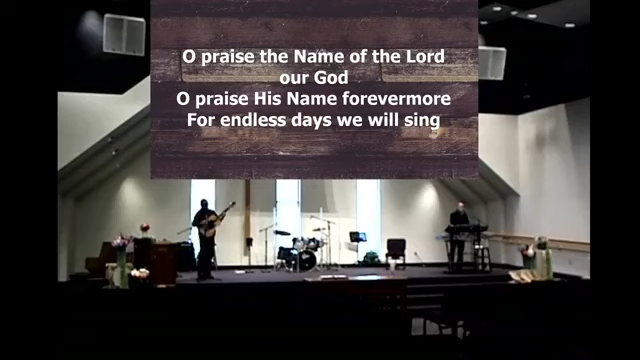 O praise the Name of the Lord
our God
O praise His Name forevermore
For endless days we will sing